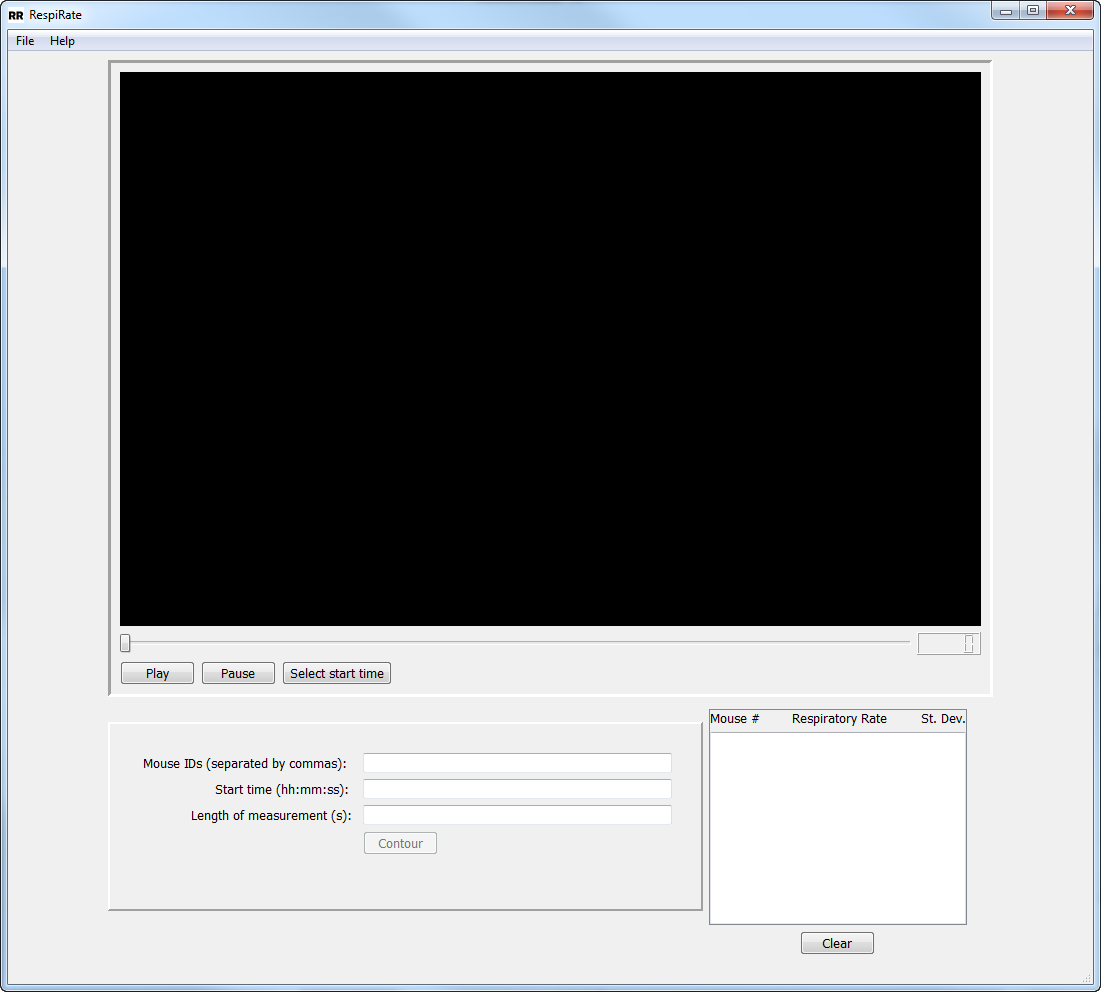 RR RespiRate
File Help
Play Pause Select start time
Mouse # Respiratory Rate St. Dev.
Mouse IDs (separated by commas):
Start time (hh:mm:ss):
Length of measurement (s):
Contour
Clear